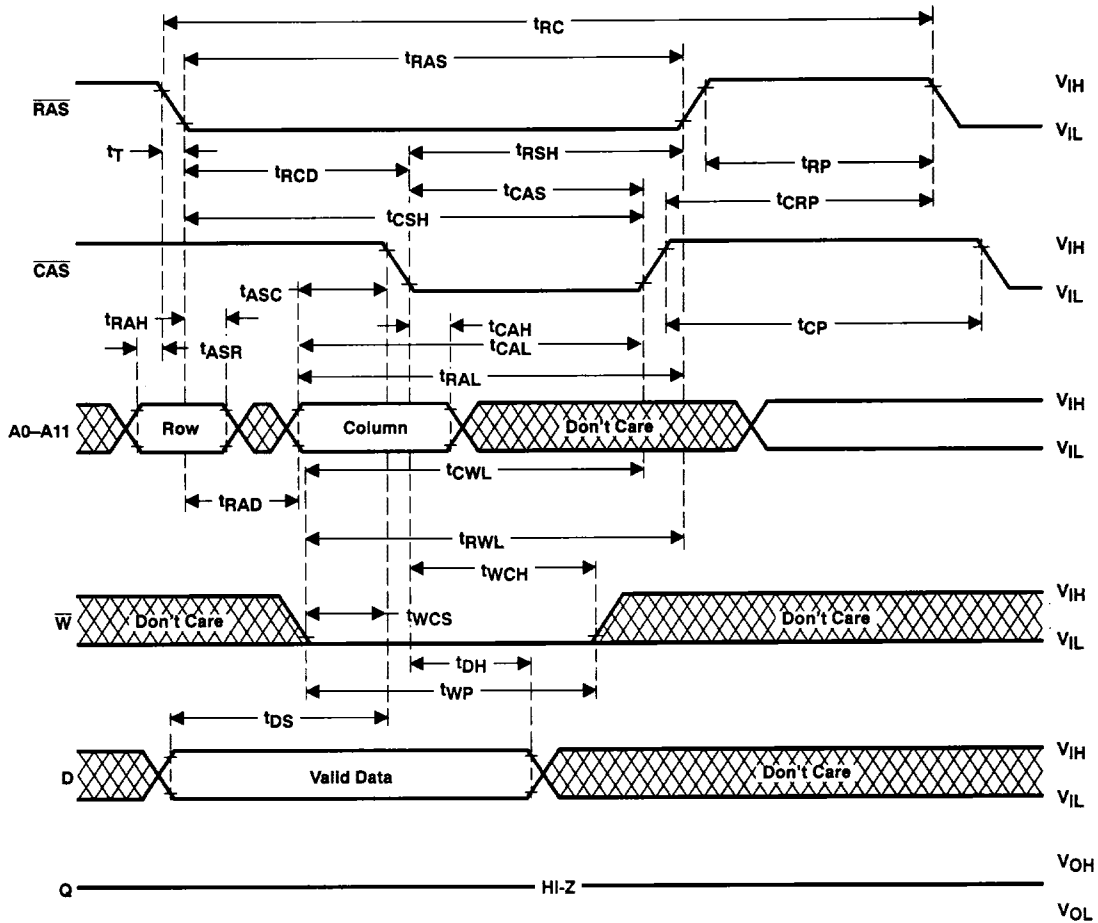 tRC
tRAS
RAS
VIH
VIL
tT
tRSH
tRCD
tRP
tCAS
tCRP
tCSH
CAS
VIH
VIL
tASC
tRAH
tCAH
tCP
tASR
tCAL
tRAL
A0–A11
Row
Column
Don't Care
VIH
VIL
tCWL
tRAD
tRWL
tWCH
W
Don't Care
tWCS
Don't Care
VIH
VIL
tDH
tWP
tDS
D
Valid Data
Don't Care
VIH
VIL
Q
HI-Z
VOH
VOL